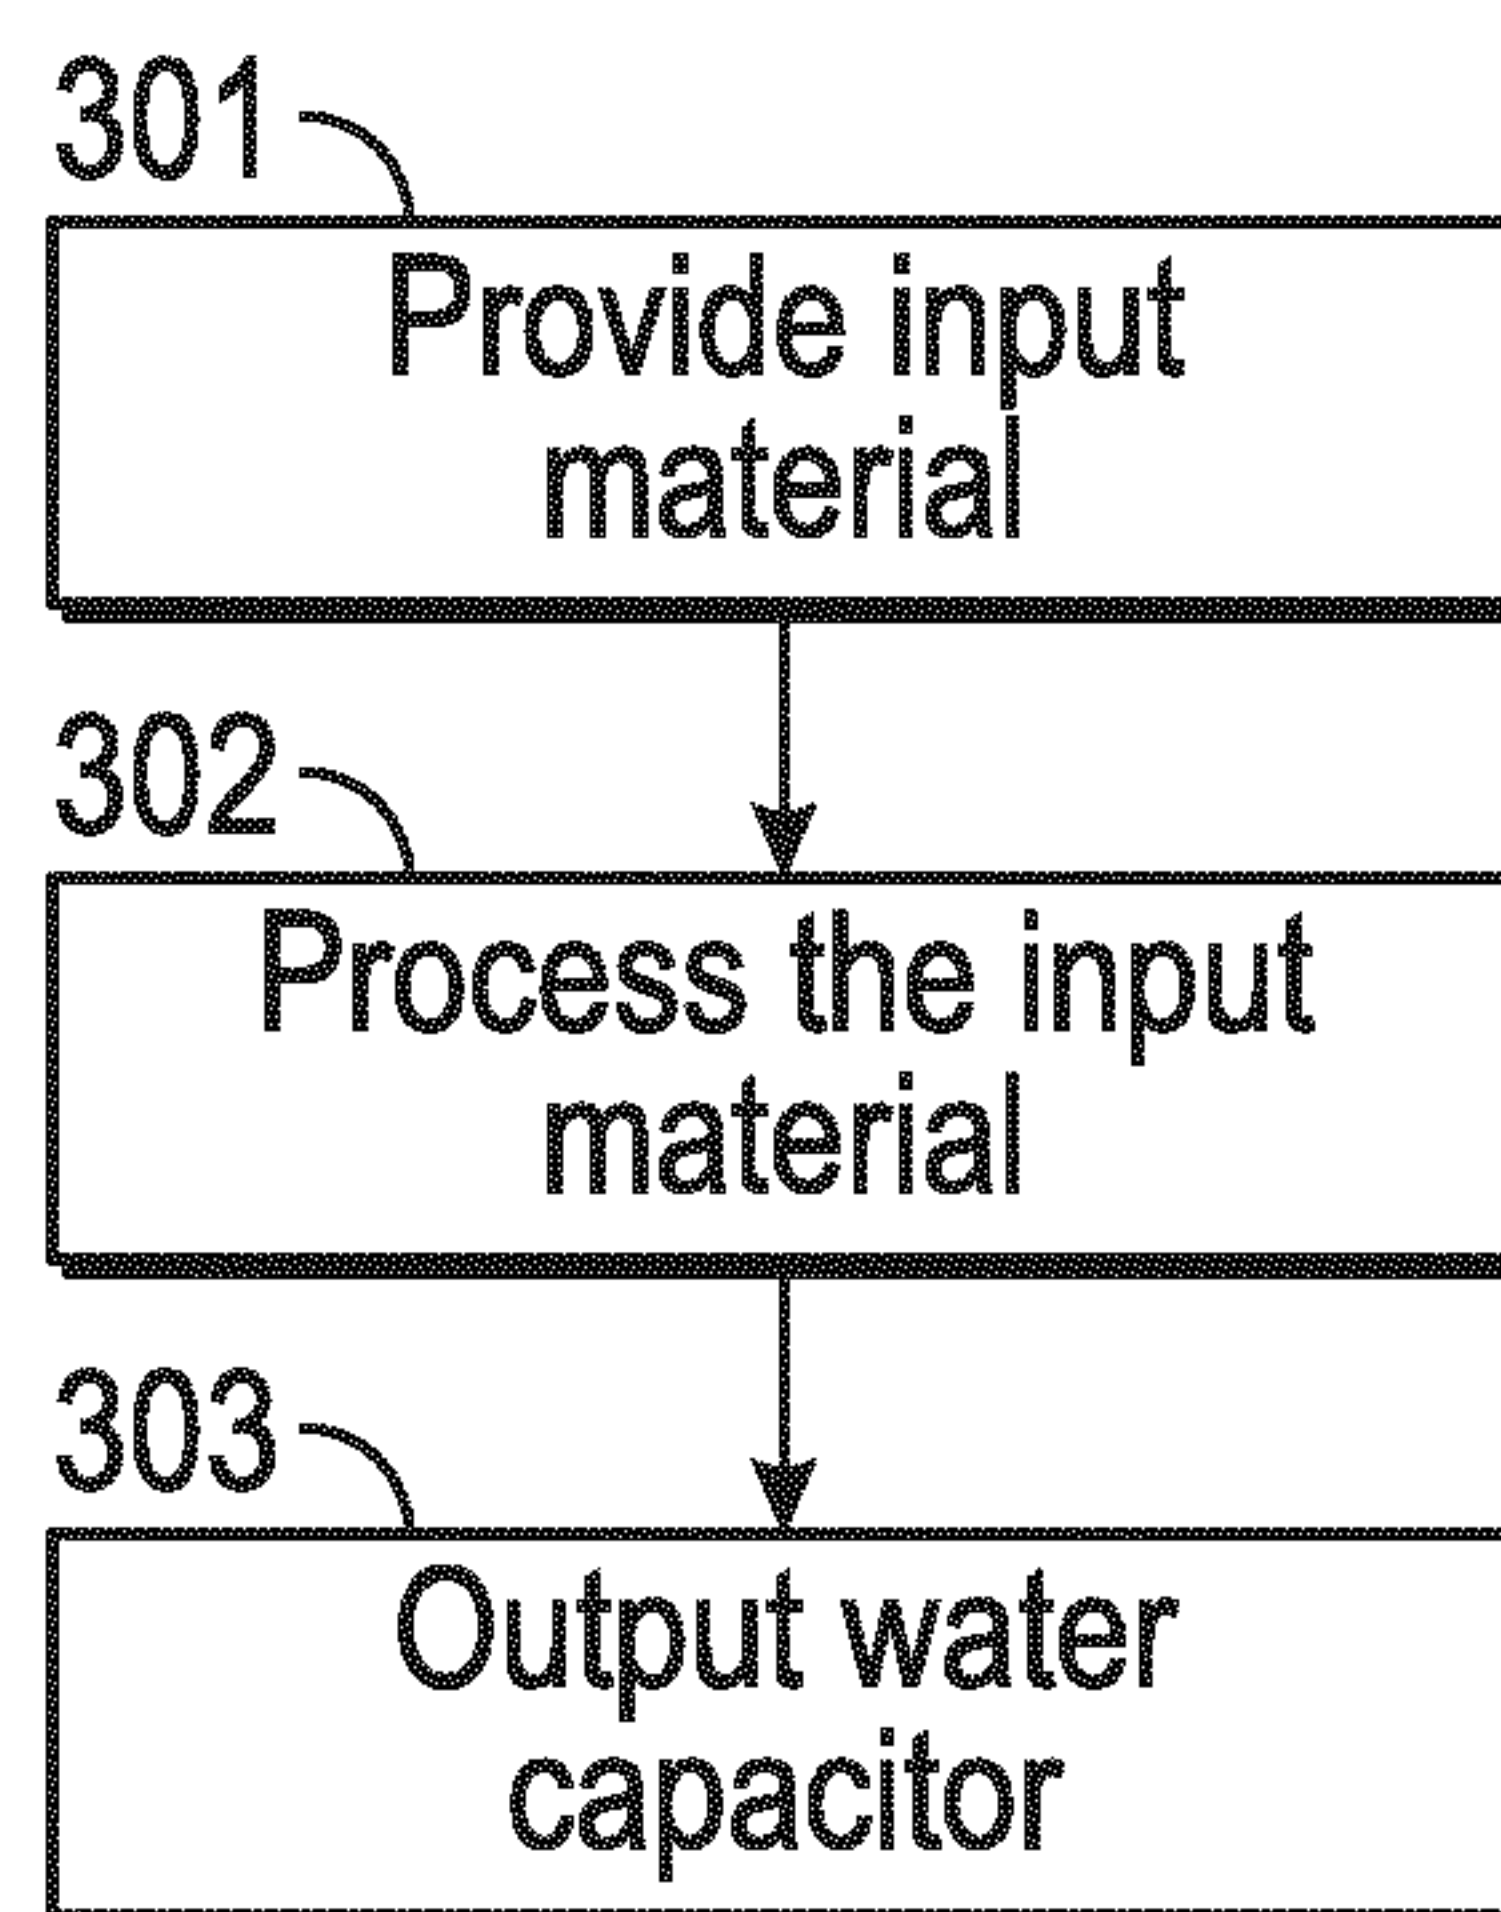 301
Provide input
material
302
Process the input
material
303
Output water
capacitor